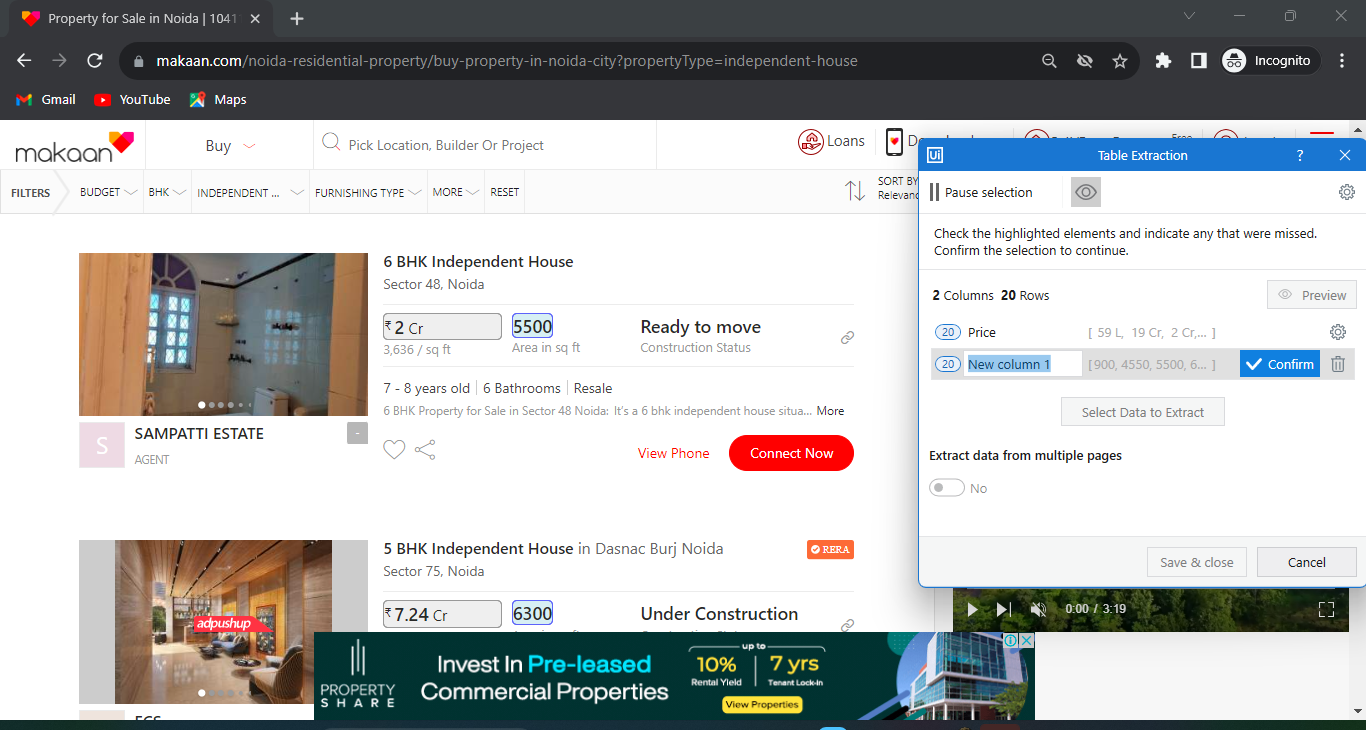 Property for Sale in Noida | 1041
makaan.com/noida-residential-property/buy-property-in-noida-city?propertyType=independent-house
Incognito
Gmail
YouTube
Maps
makaan
Buy
Pick Location, Builder Or Project
Loans
FILTERS
BUDGET
BHK
INDEPENDENT ...
FURNISHING TYPE
MORE
RESET
SORT BY
Relevanc
6 BHK Independent House
Sector 48, Noida
₹ 2 Cr
5500
Ready to move
3,636 / sq ft
Area in sq ft
Construction Status
7 - 8 years old
6 Bathrooms
Resale
6 BHK Property for Sale in Sector 48 Noida: It's a 6 bhk independent house situa... More
S
SAMPATTI ESTATE
-
AGENT
View Phone
Connect Now
5 BHK Independent House in Dasnac Burj Noida
RERA
Sector 75, Noida
₹ 7.24 Cr
6300
Under Construction
adpushup
Ui
Table Extraction
?
Pause selection
Check the highlighted elements and indicate any that were missed.
Confirm the selection to continue.
2 Columns 20 Rows
Preview
20 Price [ 59 L, 19 Cr, 2 Cr,... ]
20 New column 1 [900, 4550, 5500, 6... ]
Confirm
Select Data to Extract
Extract data from multiple pages
No
Save & close
Cancel
0:00 / 3:19
PROPERTY
SHARE
Invest In Pre-leased
Commercial Properties
up to
10%
Rental Yield
7 yrs
Tenant Lock-in
View Properties